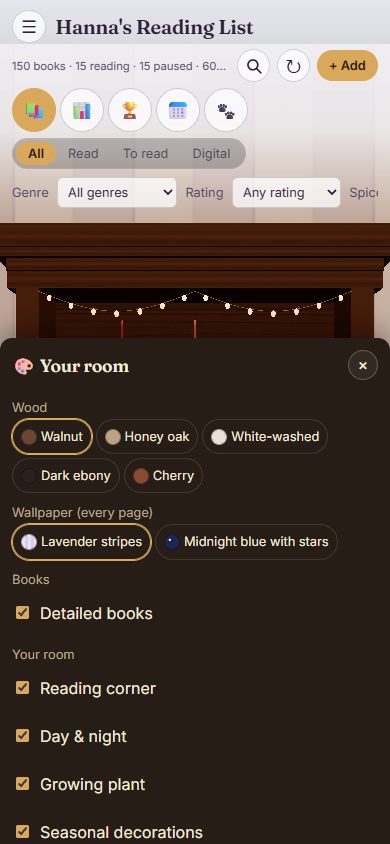 Hanna's Reading List
150 books · 15 reading · 15 paused · 60...
+ Add
All Read To read Digital
Genre All genres Rating Any rating Spice
Your room
Wood
Walnut Honey oak White-washed
Dark ebony Cherry
Wallpaper (every page)
Lavender stripes Midnight blue with stars
Books
Detailed books
Your room
Reading corner
Day & night
Growing plant
Seasonal decorations